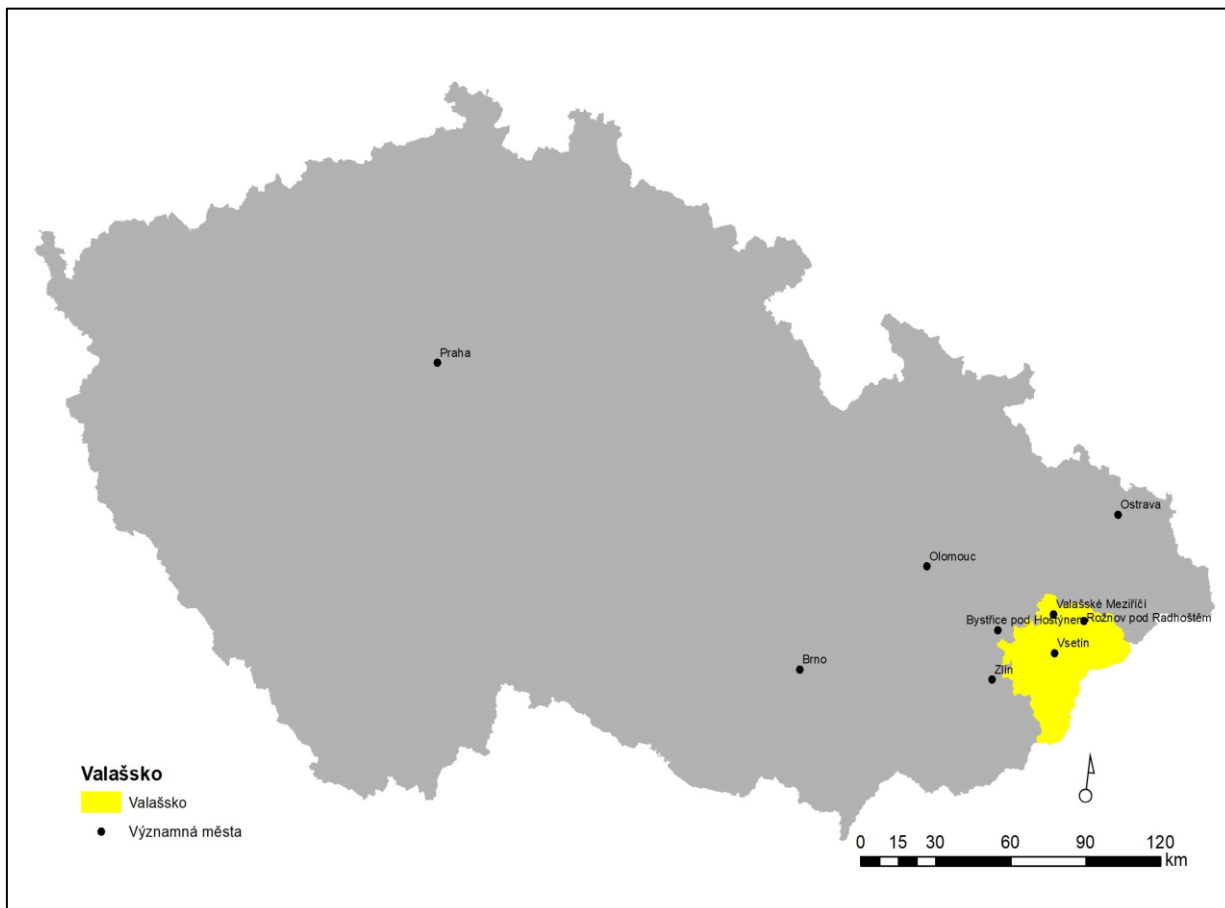 Praha
Ostrava
Olomouc
Valašské Meziříčí
Bystřice pod Hostýnem
Rožnov pod Radhoštěm
Vsetín
Brno
Zlín
Valašsko
Valašsko
Významná města
0 15 30 60 90 120
km